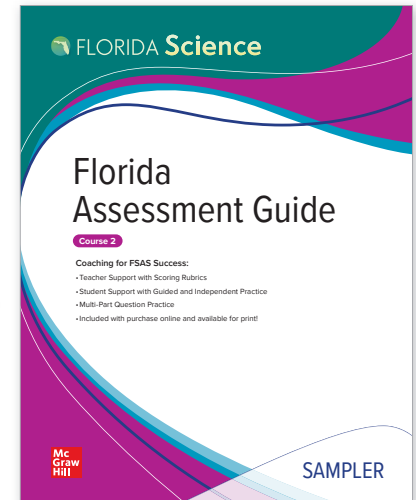 FLORIDA Science
Florida
Assessment Guide
Course 2
Coaching for FSAS Success:
• Teacher Support with Scoring Rubrics
• Student Support with Guided and Independent Practice
• Multi-Part Question Practice
• Included with purchase online and available for print!
Mc
Graw
Hill
SAMPLER